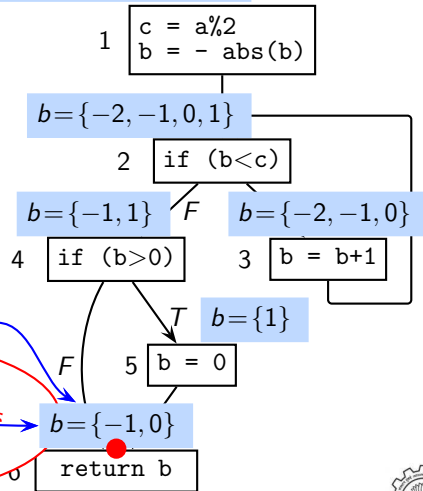 1
c = a%2
b = - abs(b)
b={−2, −1,0, 1}
2
if (b<c)
b={−1, 1}
F
b={−2, −1, 0}
4
if (b>0)
3
b = b+1
T
b={1}
F
5
b = 0
b={−1, 0}
return b